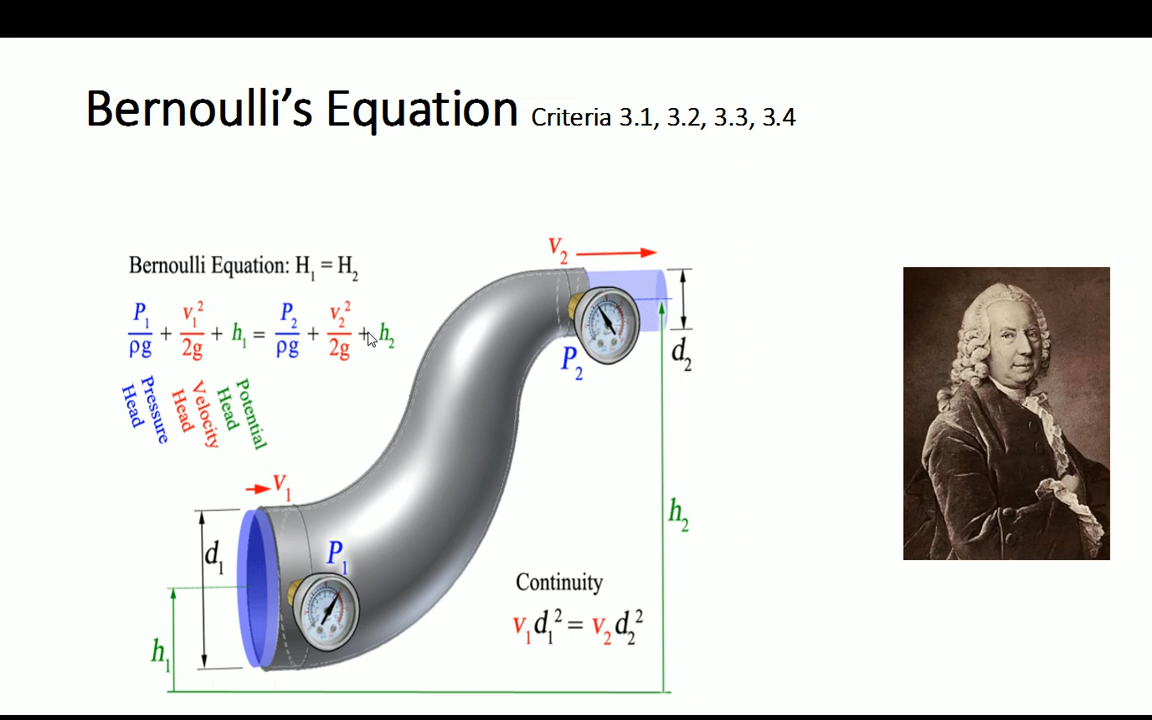 Bernoulli's Equation Criteria 3.1, 3.2, 3.3, 3.4
Bernoulli Equation: H₁ = H₂
P₁/ρg + v₁²/2g + h₁ = P₂/ρg + v₂²/2g + h₂
Pressure Head
Velocity Head
Potential Head
V₂
P₂
d₂
V₁
d₁
P₁
h₂
h₁
Continuity
v₁d₁² = v₂d₂²